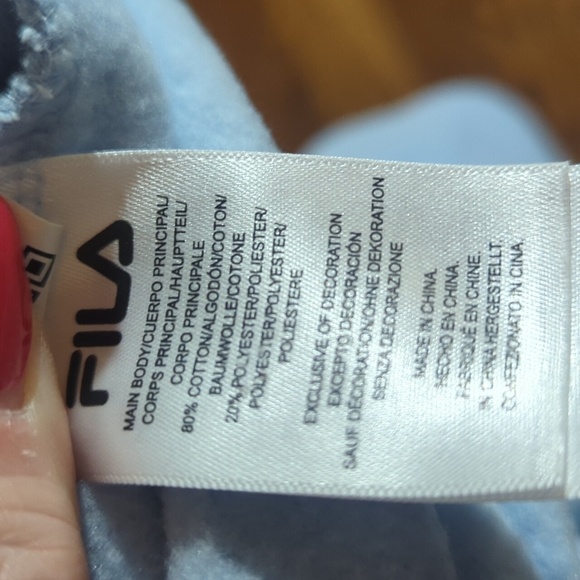 FILA
MAIN BODY/CUERPO PRINCIPAL/
CORPS PRINCIPAL/HAUPTTEIL/
CORPO PRINCIPALE
80% COTTON/ALGODÓN/COTON/
BAUMWOLLE/COTONE
20% POLYESTER/POLIESTER/
POLYESTER/POLYESTER/
POLIESTERE
EXCLUSIVE OF DECORATION
EXCEPTO DECORACIÓN
SAUF DÉCORATION/OHNE DEKORATION
SENZA DECORAZIONE
MADE IN CHINA.
HECHO EN CHINA.
FABRIQUÉ EN CHINE.
IN CHINA HERGESTELLT.
CONFEZIONATO IN CINA.